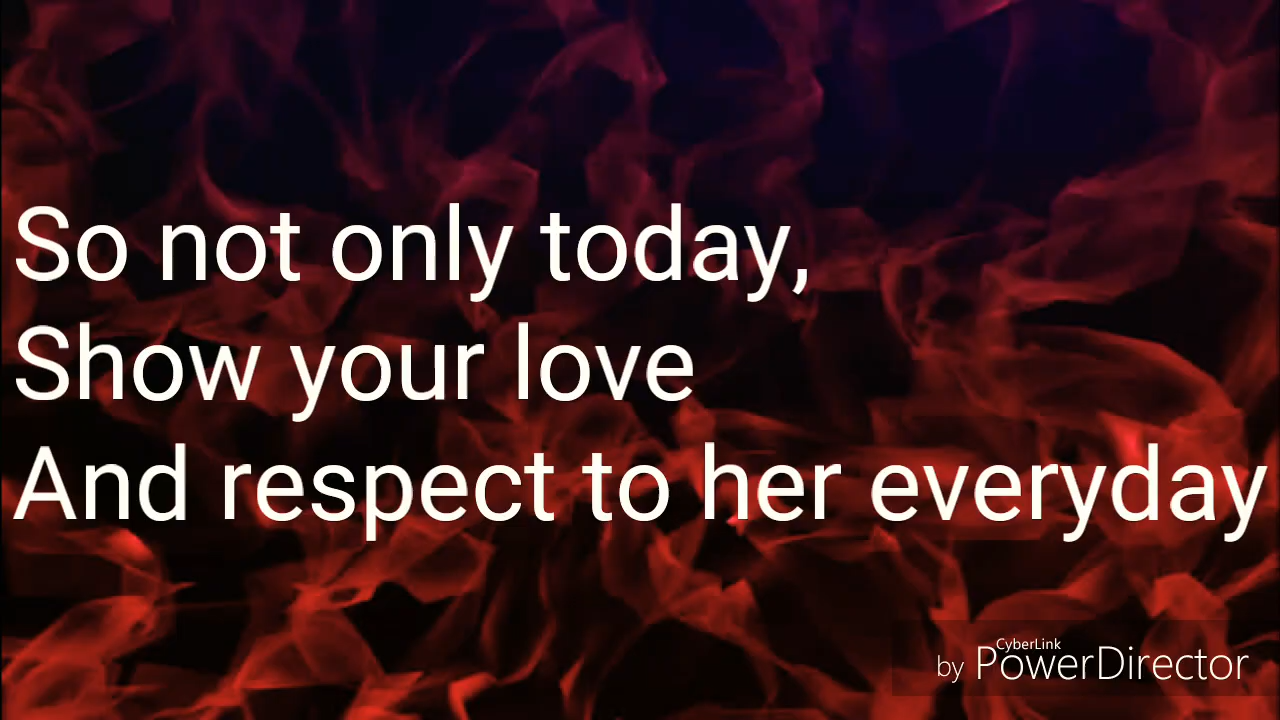 So not only today,
Show your love
And respect to her everyday
CyberLink
by PowerDirector